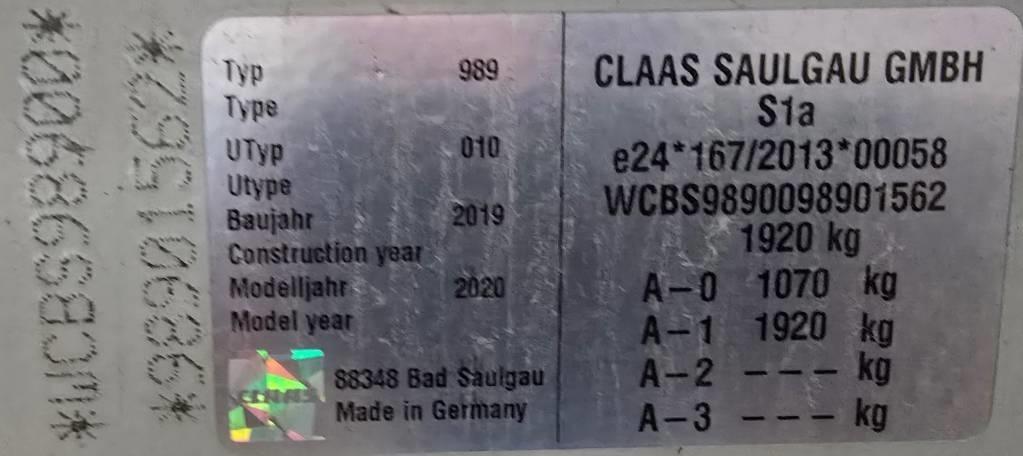 *WCBS98900*
*98901562*
Typ 989
Type
UTyp 010
Utype
Baujahr 2019
Construction year
Modelljahr 2020
Model year
CLAAS
88348 Bad Saulgau
Made in Germany
CLAAS SAULGAU GMBH
S1a
e24*167/2013*00058
WCBS9890098901562
1920 kg
A-0 1070 kg
A-1 1920 kg
A-2 --- kg
A-3 --- kg